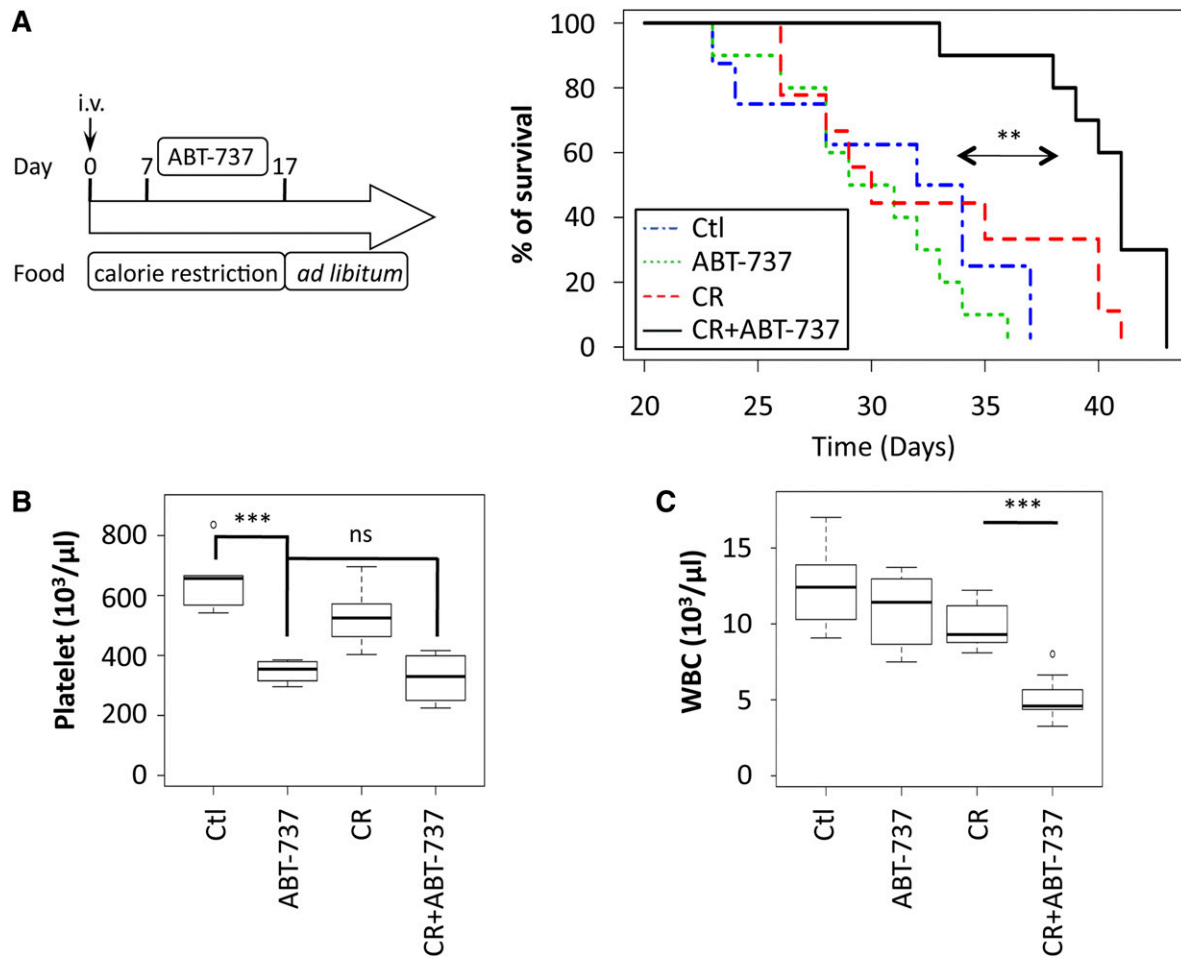 A
i.v.
Day 0 7 ABT-737 17
Food calorie restriction ad libitum
% of survival
100
80
60
40
20
0
**
Ctl
ABT-737
CR
CR+ABT-737
20 25 30 35 40
Time (Days)
B
Platelet (10³/µl)
800
600
400
200
0
*** ns
Ctl
ABT-737
CR
CR+ABT-737
C
WBC (10³/µl)
15
10
5
0
***
Ctl
ABT-737
CR
CR+ABT-737